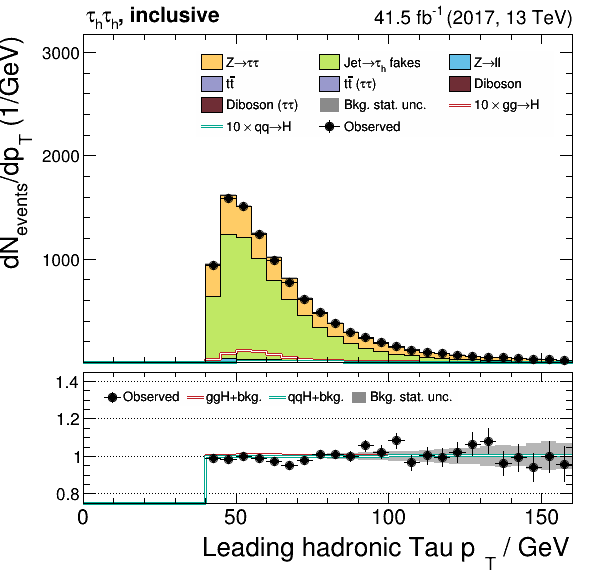 τhτh, inclusive
41.5 fb-1 (2017, 13 TeV)
dNevents/dpT (1/GeV)
3000
2000
1000
Z→ττ
Jet→τh fakes
Z→ll
tt̅
tt̅ (ττ)
Diboson
Diboson (ττ)
Bkg. stat. unc.
10 × gg→H
10 × qq→H
Observed
1.4
1.2
1
0.8
Observed
ggH+bkg.
qqH+bkg.
Bkg. stat. unc.
0
50
100
150
Leading hadronic Tau p T / GeV